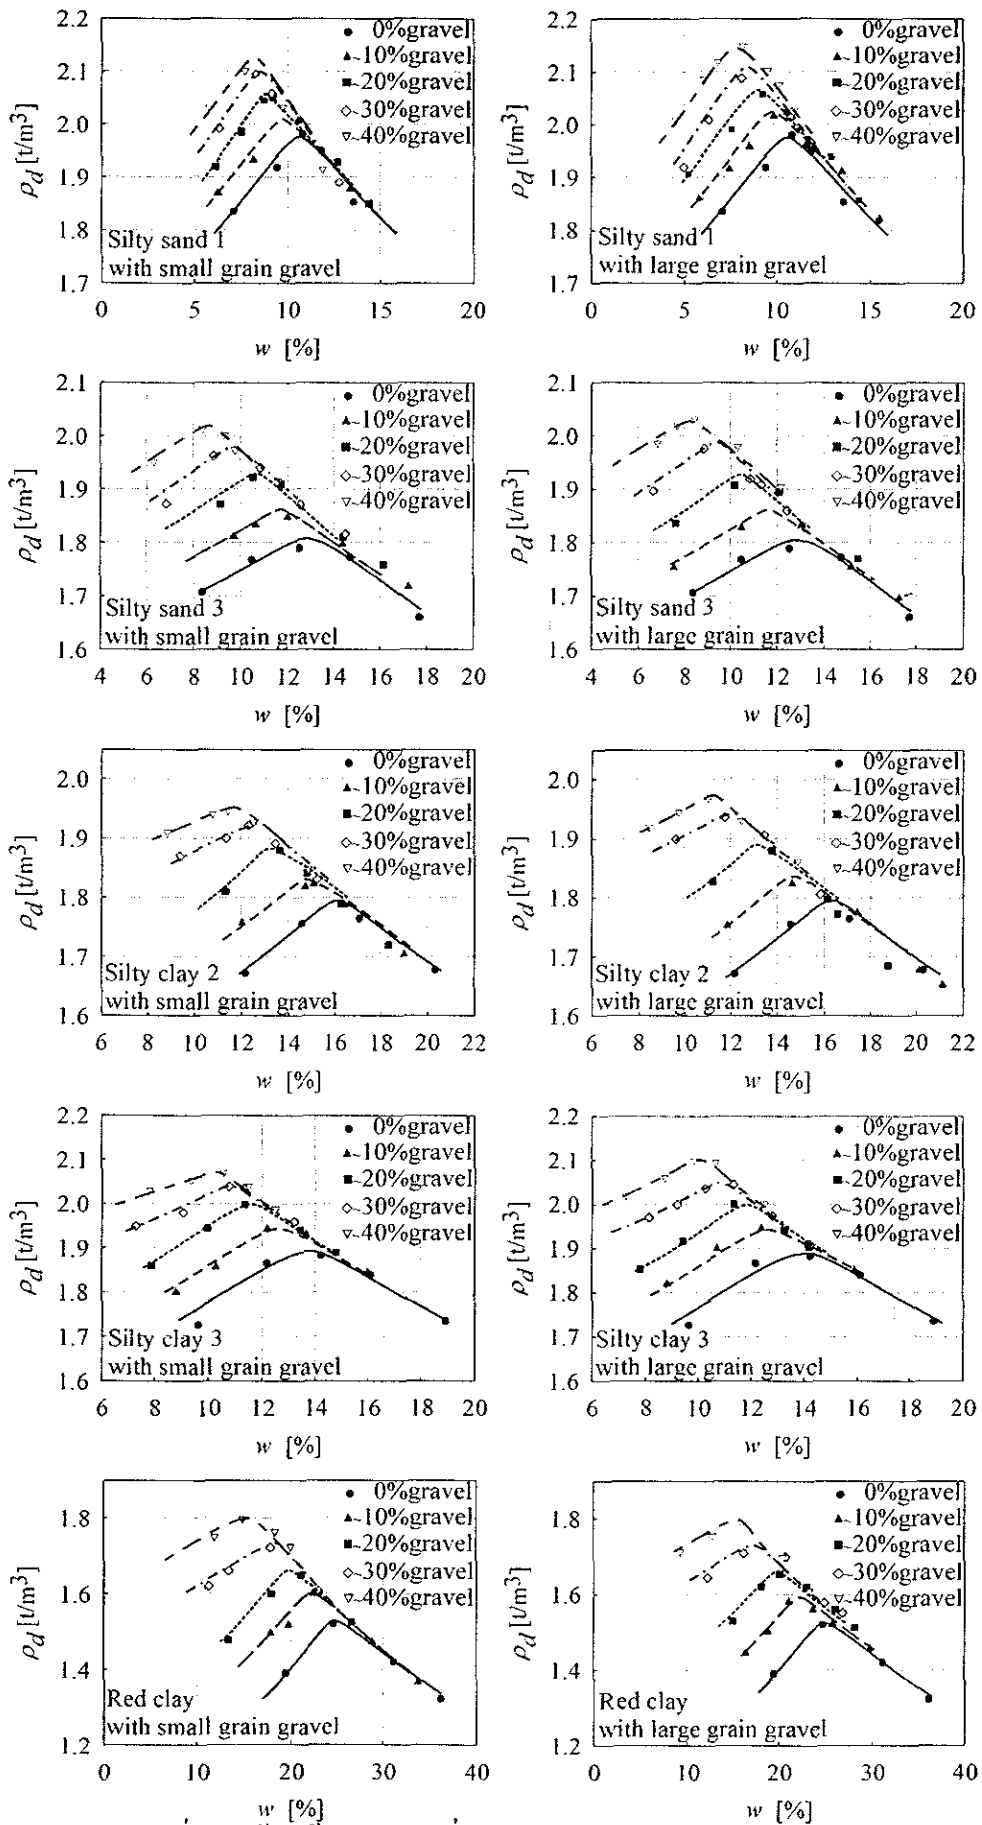 2.2
2.1
2.0
1.9
1.8
1.7
ρd [t/m³]
0%gravel
~10%gravel
~20%gravel
~30%gravel
~40%gravel
Silty sand 1
with small grain gravel
0 5 10 15 20
w [%]
2.2
2.1
2.0
1.9
1.8
1.7
ρd [t/m³]
0%gravel
~10%gravel
~20%gravel
~30%gravel
~40%gravel
Silty sand 1
with large grain gravel
0 5 10 15 20
w [%]
2.1
2.0
1.9
1.8
1.7
1.6
ρd [t/m³]
0%gravel
~10%gravel
~20%gravel
~30%gravel
~40%gravel
Silty sand 3
with small grain gravel
4 6 8 10 12 14 16 18 20
w [%]
2.1
2.0
1.9
1.8
1.7
1.6
ρd [t/m³]
0%gravel
~10%gravel
~20%gravel
~30%gravel
~40%gravel
Silty sand 3
with large grain gravel
4 6 8 10 12 14 16 18 20
w [%]
2.0
1.9
1.8
1.7
1.6
ρd [t/m³]
0%gravel
~10%gravel
~20%gravel
~30%gravel
~40%gravel
Silty clay 2
with small grain gravel
6 8 10 12 14 16 18 20 22
w [%]
2.0
1.9
1.8
1.7
1.6
ρd [t/m³]
0%gravel
~10%gravel
~20%gravel
~30%gravel
~40%gravel
Silty clay 2
with large grain gravel
6 8 10 12 14 16 18 20 22
w [%]
2.2
2.1
2.0
1.9
1.8
1.7
1.6
ρd [t/m³]
0%gravel
~10%gravel
~20%gravel
~30%gravel
~40%gravel
Silty clay 3
with small grain gravel
6 8 10 12 14 16 18 20
w [%]
2.2
2.1
2.0
1.9
1.8
1.7
1.6
ρd [t/m³]
0%gravel
~10%gravel
~20%gravel
~30%gravel
~40%gravel
Silty clay 3
with large grain gravel
6 8 10 12 14 16 18 20
w [%]
1.8
1.6
1.4
1.2
ρd [t/m³]
0%gravel
~10%gravel
~20%gravel
~30%gravel
~40%gravel
Red clay
with small grain gravel
0 10 20 30 40
w [%]
1.8
1.6
1.4
1.2
ρd [t/m³]
0%gravel
~10%gravel
~20%gravel
~30%gravel
~40%gravel
Red clay
with large grain gravel
0 10 20 30 40
w [%]